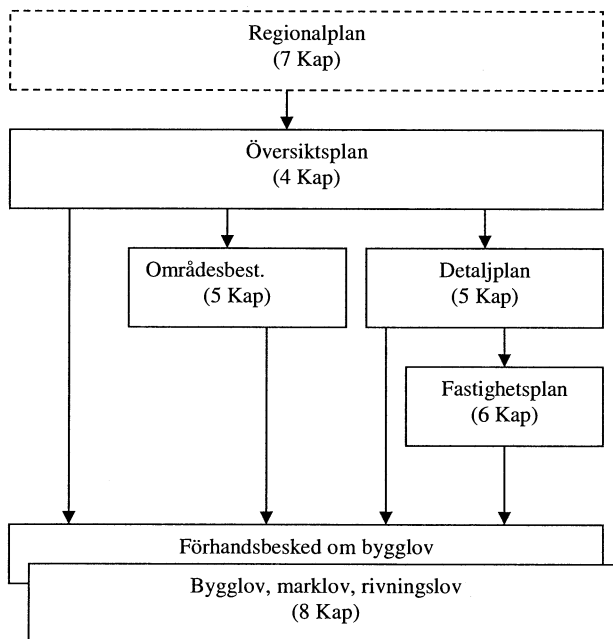 Regionalplan
(7 Kap)
Översiktsplan
(4 Kap)
Områdesbest.
(5 Kap)
Detaljplan
(5 Kap)
Fastighetsplan
(6 Kap)
Förhandsbesked om bygglov
Bygglov, marklov, rivningslov
(8 Kap)